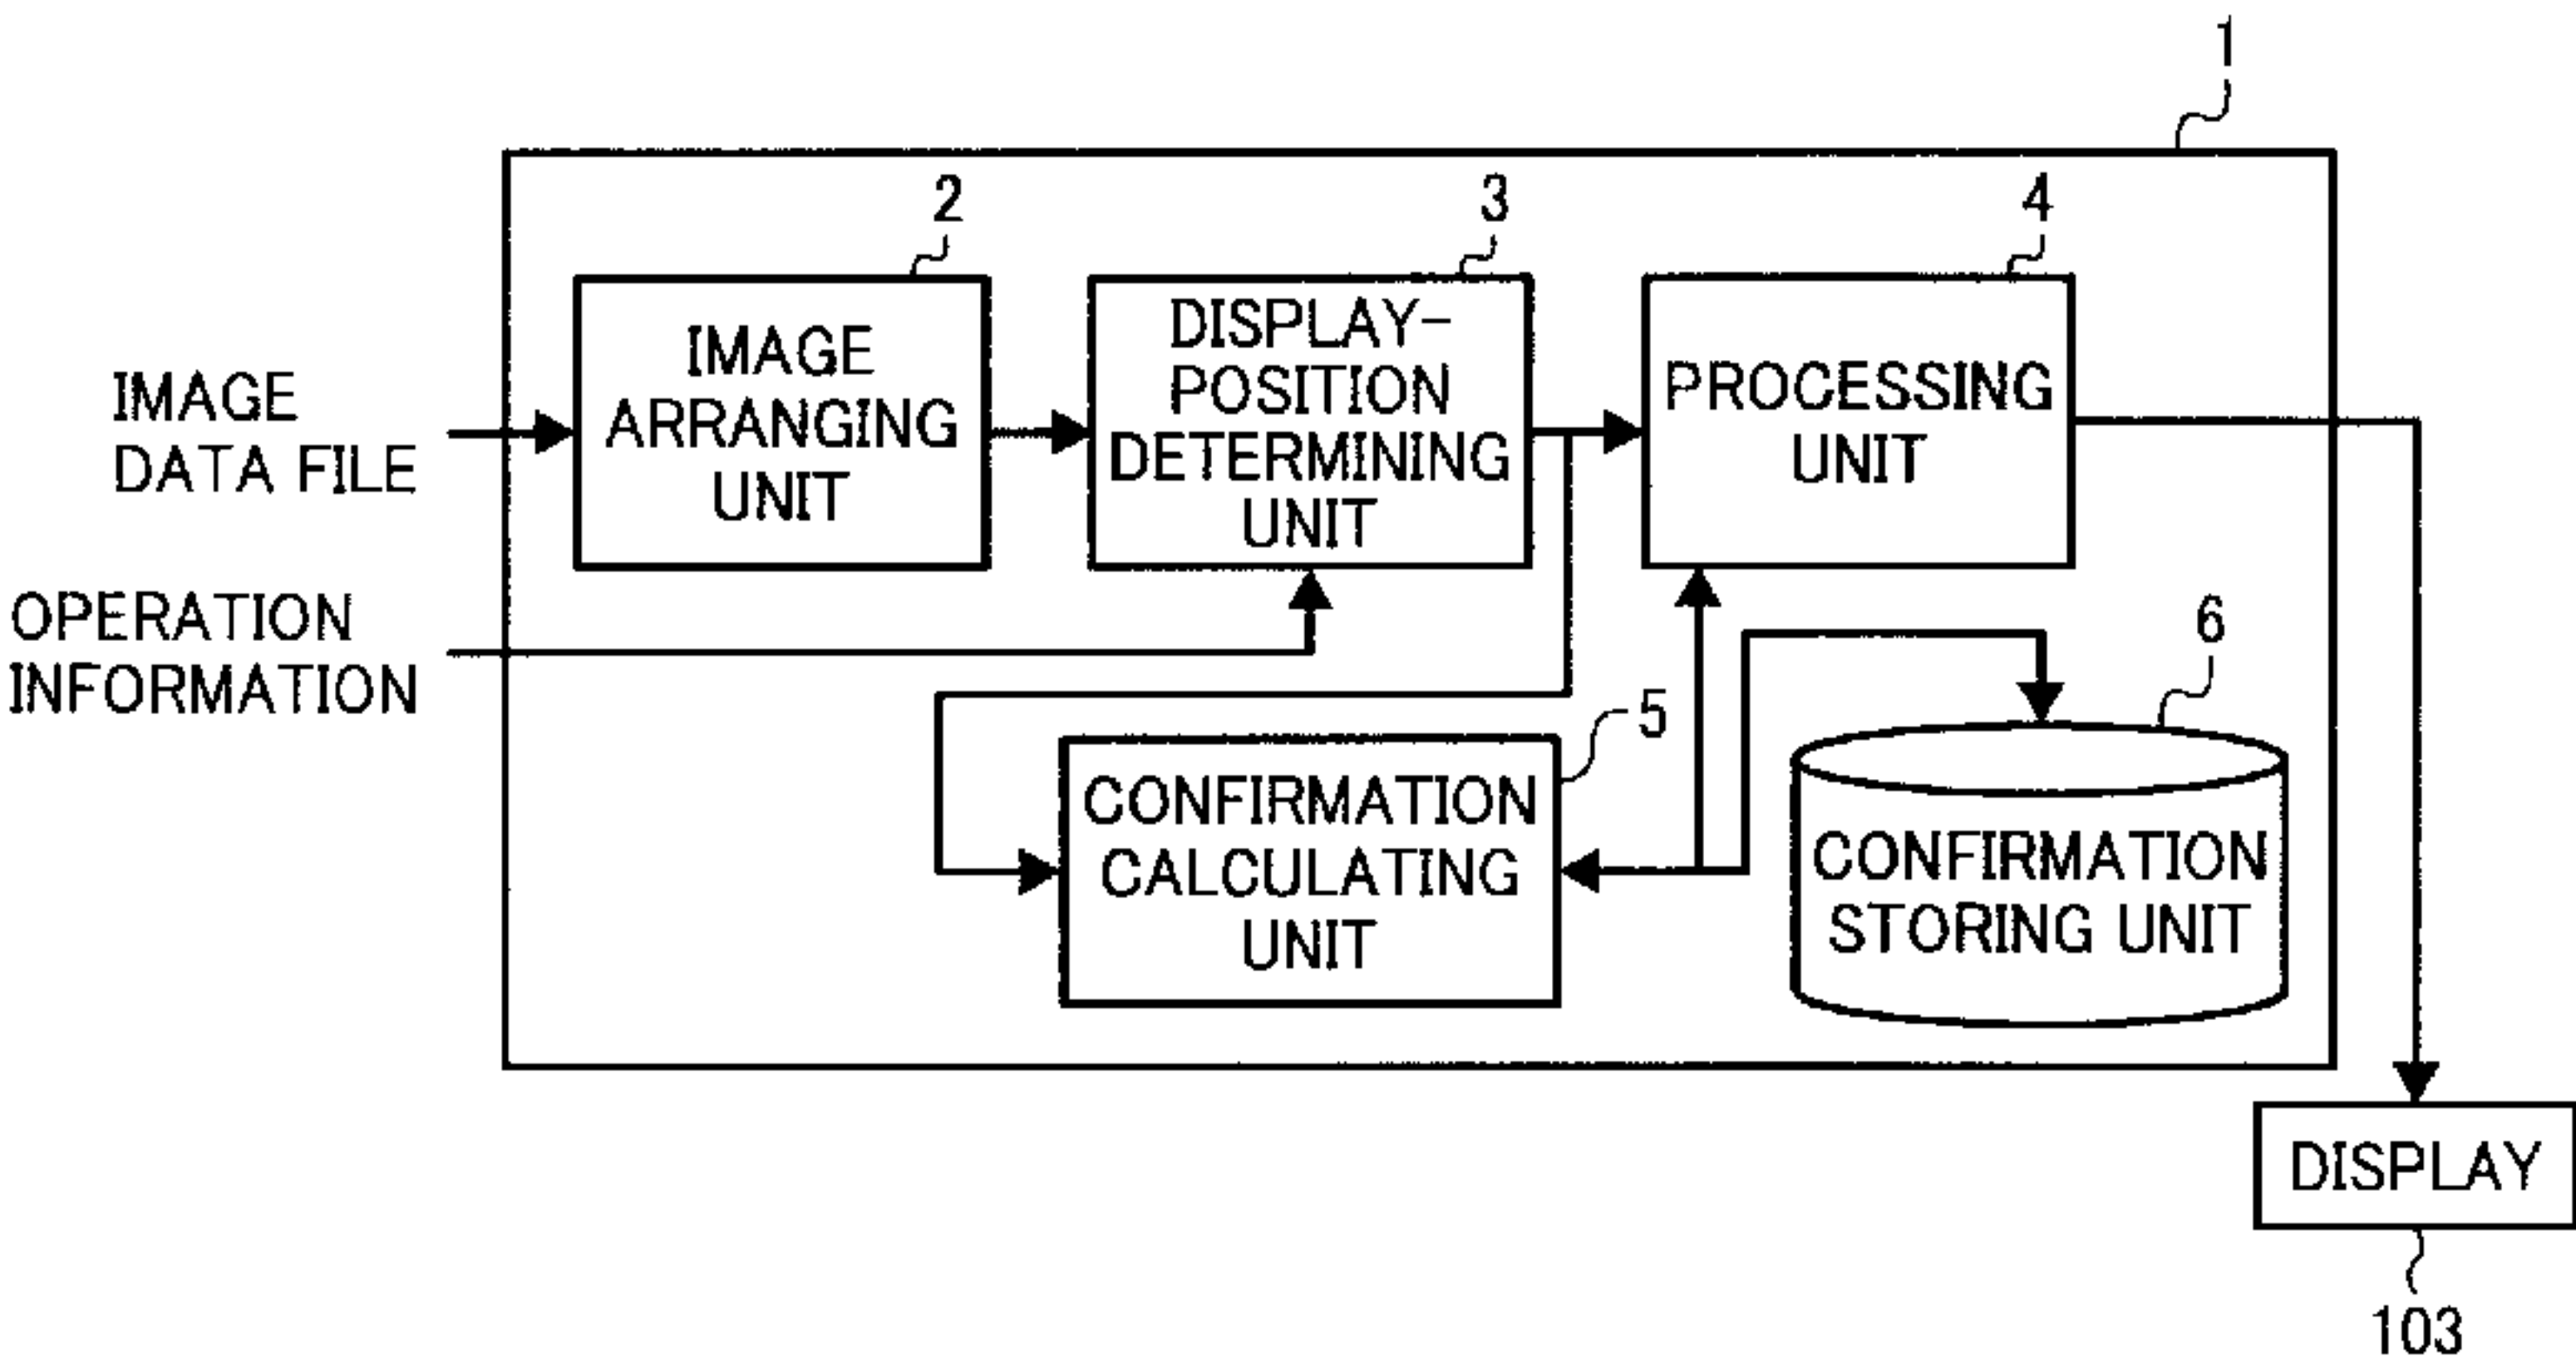 1
2
3
4
IMAGE
DATA FILE
IMAGE
ARRANGING
UNIT
DISPLAY-
POSITION
DETERMINING
UNIT
PROCESSING
UNIT
OPERATION
INFORMATION
5
6
CONFIRMATION
CALCULATING
UNIT
CONFIRMATION
STORING UNIT
DISPLAY
103